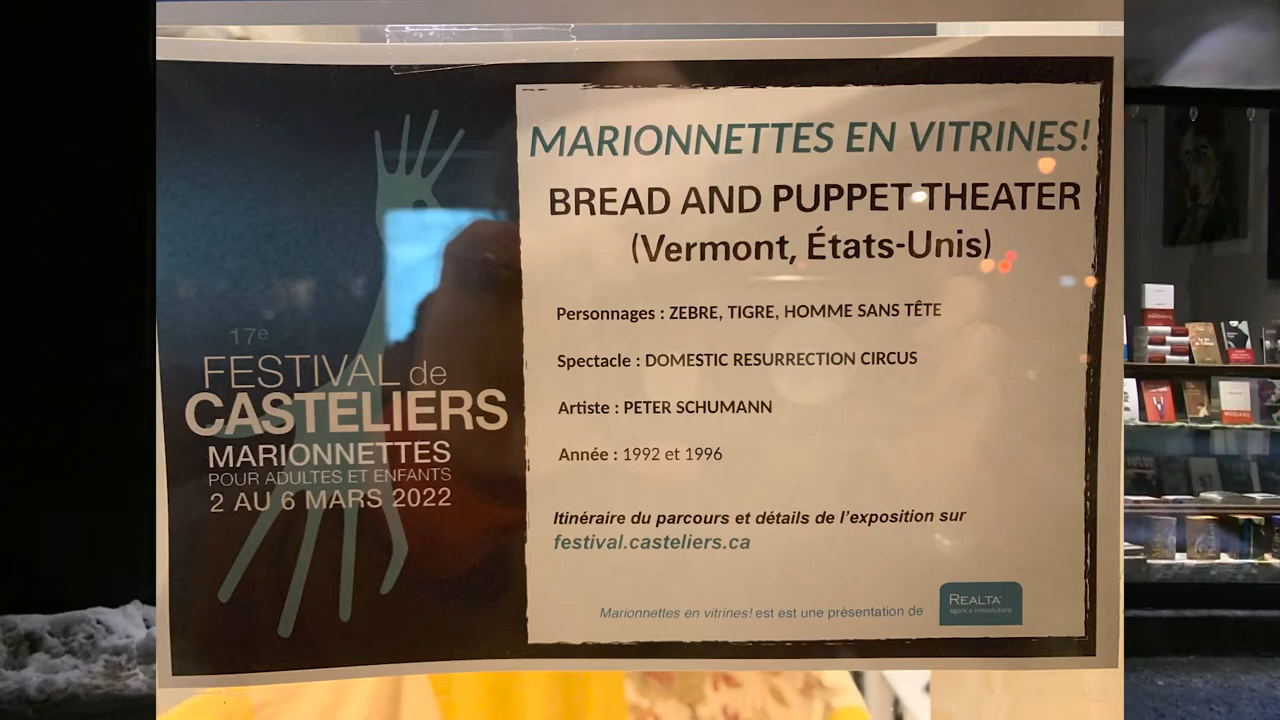 17e
FESTIVAL de
CASTELIERS
MARIONNETTES
POUR ADULTES ET ENFANTS
2 AU 6 MARS 2022
MARIONNETTES EN VITRINES!
BREAD AND PUPPET THEATER
(Vermont, États-Unis)
Personnages : ZEBRE, TIGRE, HOMME SANS TÊTE
Spectacle : DOMESTIC RESURRECTION CIRCUS
Artiste : PETER SCHUMANN
Année : 1992 et 1996
Itinéraire du parcours et détails de l'exposition sur
festival.casteliers.ca
Marionnettes en vitrines! est est une présentation de
REALTA
agence immobilière